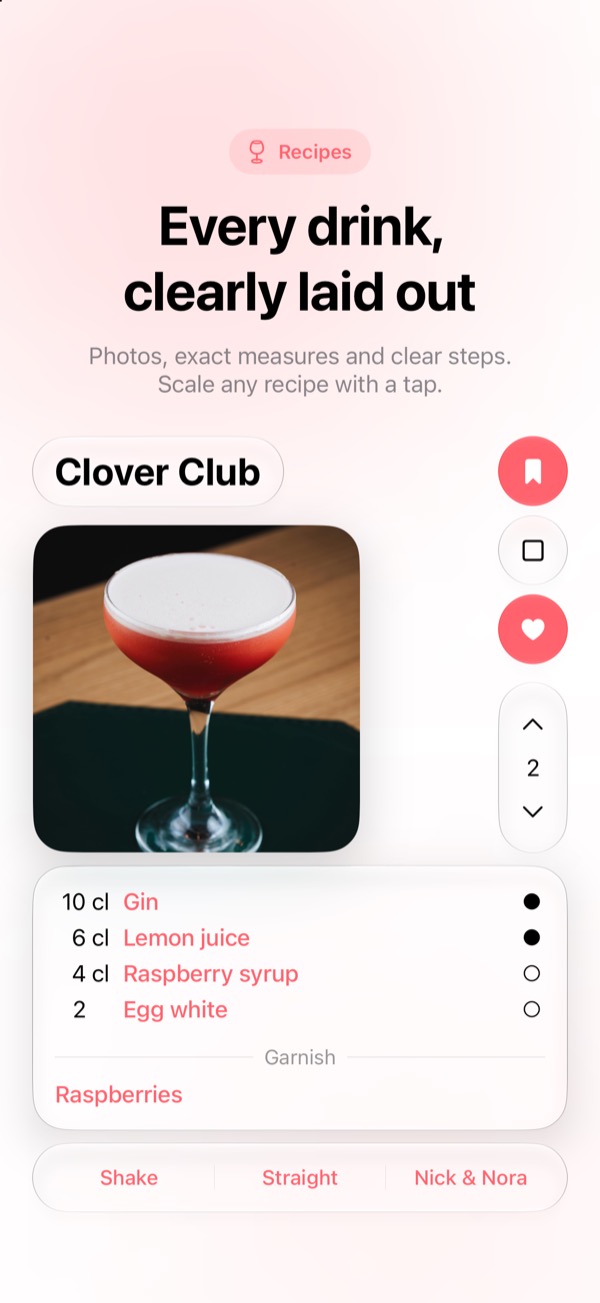 Recipes
Every drink,
clearly laid out
Photos, exact measures and clear steps.
Scale any recipe with a tap.
Clover Club
2
10 cl Gin
6 cl Lemon juice
4 cl Raspberry syrup
2 Egg white
Garnish
Raspberries
Shake Straight Nick & Nora